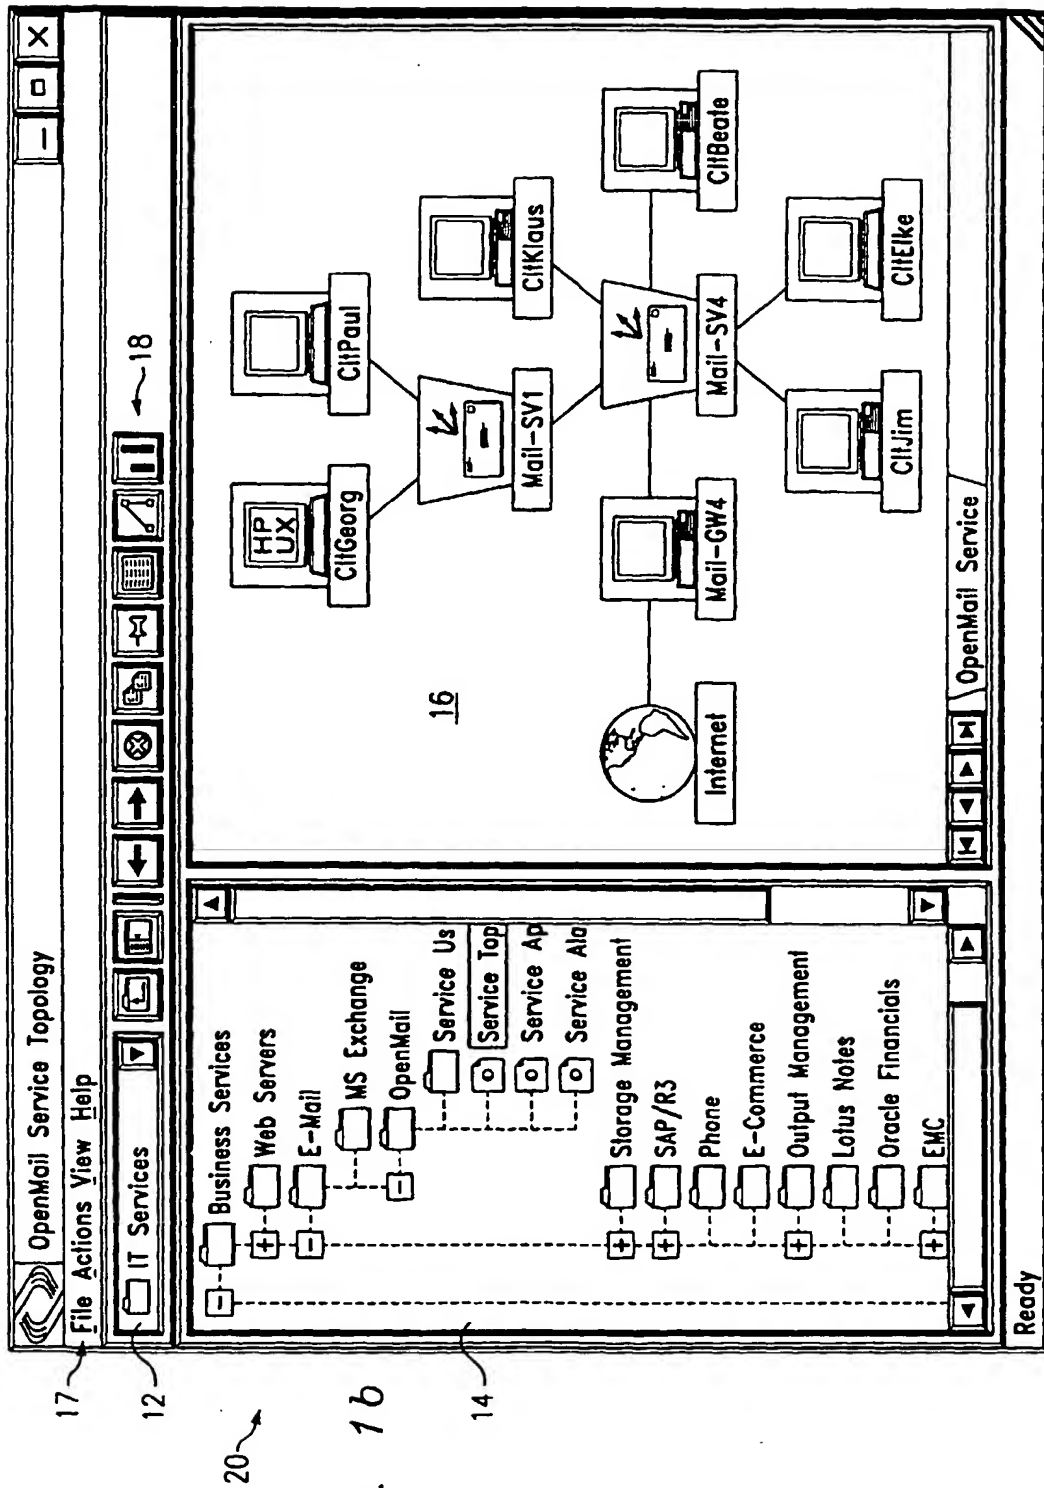 OpenMail Service Topology
File Actions View Help
IT Services
Business Services
Web Servers
E-Mail
MS Exchange
OpenMail
Service Us
Service Top
Service Ap
Service Ala
Storage Management
SAP/R3
Phone
E-Commerce
Output Management
Lotus Notes
Oracle Financials
EMC
HP
UX
CltGeorg
CltPaul
Mail-SV1
CltKlaus
Internet
Mail-GW4
Mail-SV4
CltBeate
CltJim
CltElke
OpenMail Service
Ready
17
12
20
1b
14
16
18